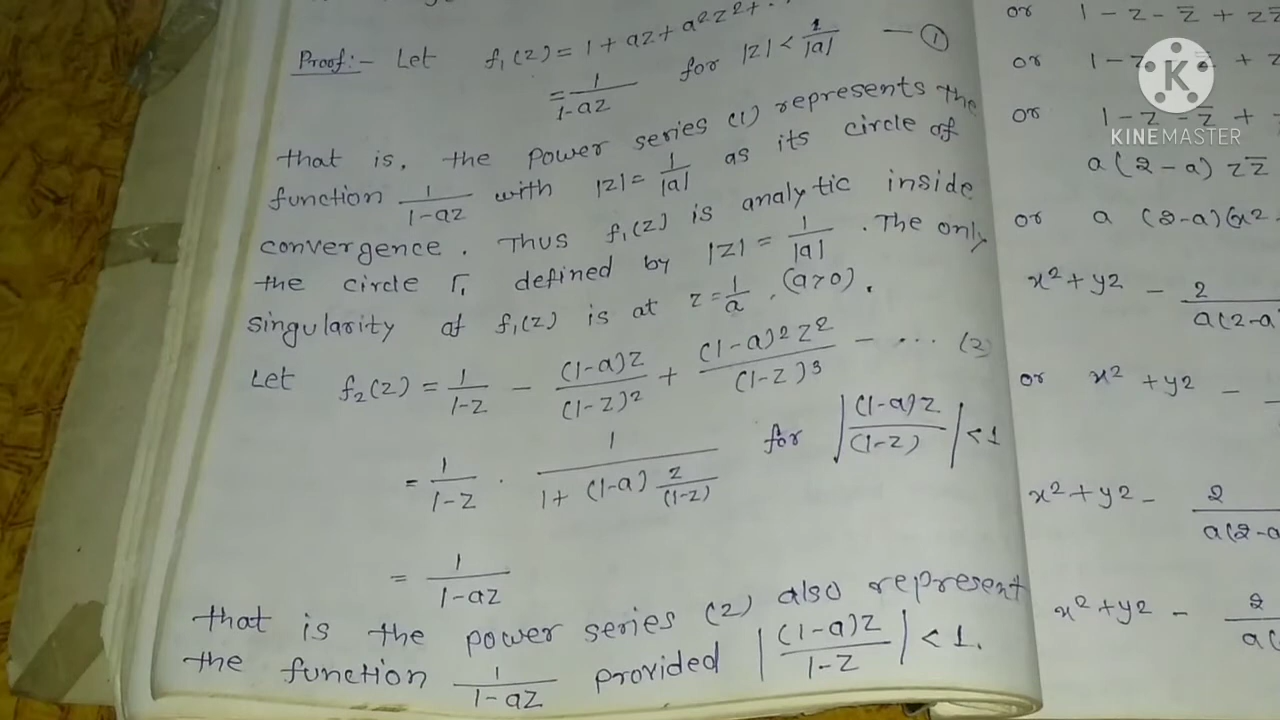 Proof:- Let f₁(z) = 1 + az + a²z² + ..
= 1/(1-az) for |z| < 1/|a| — ①
that is, the power series (1) represents the
function 1/(1-az) with |z| = 1/|a| as its circle of
convergence. Thus f₁(z) is analytic inside
the circle Γ₁ defined by |z| = 1/|a|. The only
singularity of f₁(z) is at z = 1/a, (a>0).
Let f₂(z) = 1/(1-z) - (1-a)z/(1-z)² + (1-a)²z²/(1-z)³ - ... (2)
= 1/(1-z) · 1/(1+(1-a) z/(1-z)) for |(1-a)z/(1-z)| < 1
= 1/(1-az)
that is the power series (2) also represent
the function 1/(1-az) provided |(1-a)z/(1-z)| < 1.
or 1 - z - z̄ + zz̄
or 1 - z - z̄ + z
or 1 - z - z̄ +
a(2-a) zz̄
or a (2-a)(x²
x² + y2 - 2/(a(2-a
or x² + y2 -
x² + y2 - 2/(a(2-a
x² + y2 - 2/(a(
K
KINEMASTER